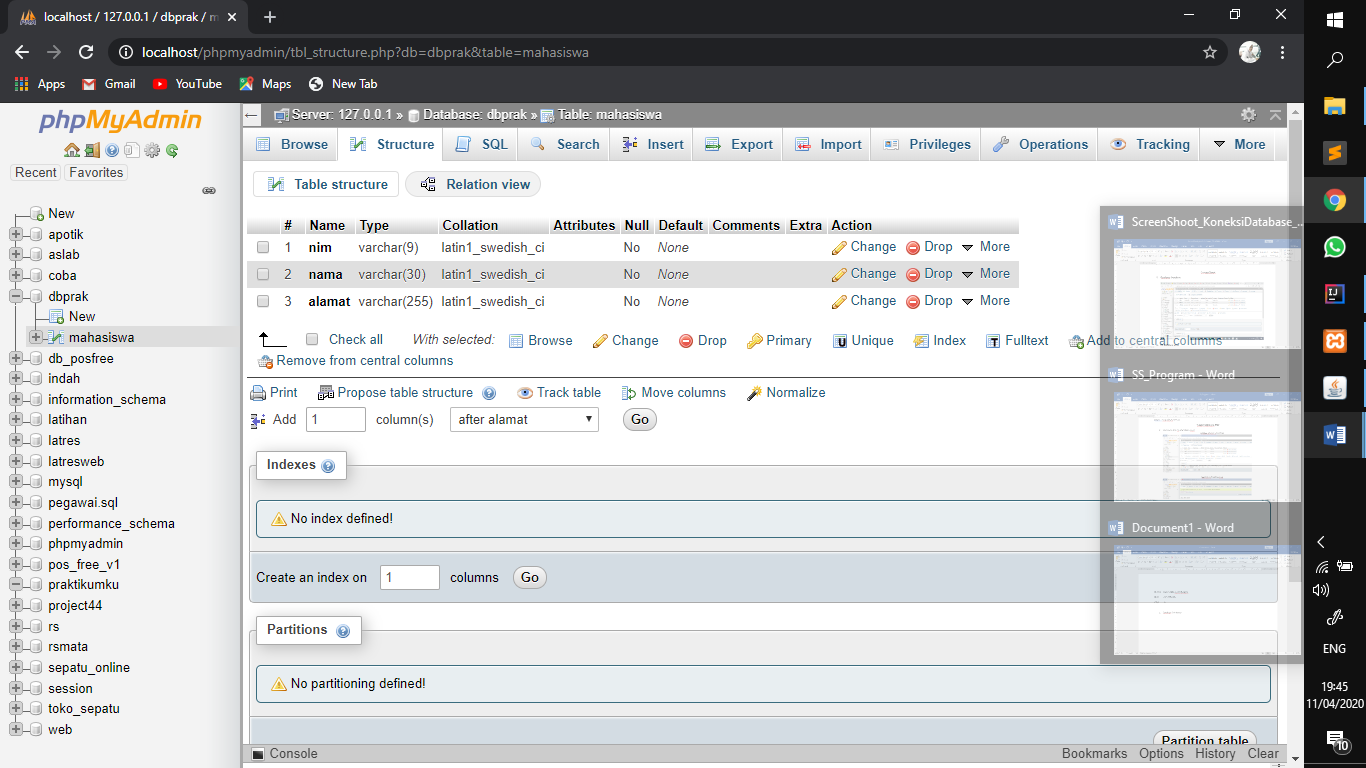 localhost / 127.0.0.1 / dbprak / m
localhost/phpmyadmin/tbl_structure.php?db=dbprak&table=mahasiswa
Apps Gmail YouTube Maps New Tab
phpMyAdmin
Recent Favorites
New
apotik
aslab
coba
dbprak
New
mahasiswa
db_posfree
indah
information_schema
latihan
latres
latresweb
mysql
pegawai.sql
performance_schema
phpmyadmin
pos_free_v1
praktikumku
project44
rs
rsmata
sepatu_online
session
toko_sepatu
web
Server: 127.0.0.1 » Database: dbprak » Table: mahasiswa
Browse Structure SQL Search Insert Export Import Privileges Operations Tracking More
Table structure Relation view
# Name Type Collation Attributes Null Default Comments Extra Action
1 nim varchar(9) latin1_swedish_ci No None Change Drop More
2 nama varchar(30) latin1_swedish_ci No None Change Drop More
3 alamat varchar(255) latin1_swedish_ci No None Change Drop More
Check all With selected: Browse Change Drop Primary Unique Index Fulltext Add to central columns
Remove from central columns
Print Propose table structure Track table Move columns Normalize
Add 1 column(s) after alamat Go
Indexes
No index defined!
Create an index on 1 columns Go
Partitions
No partitioning defined!
Partition table
Console Bookmarks Options History Clear
ScreenShoot_KoneksiDatabase_...
SS_Program - Word
Document1 - Word
ENG
19:45
11/04/2020
10